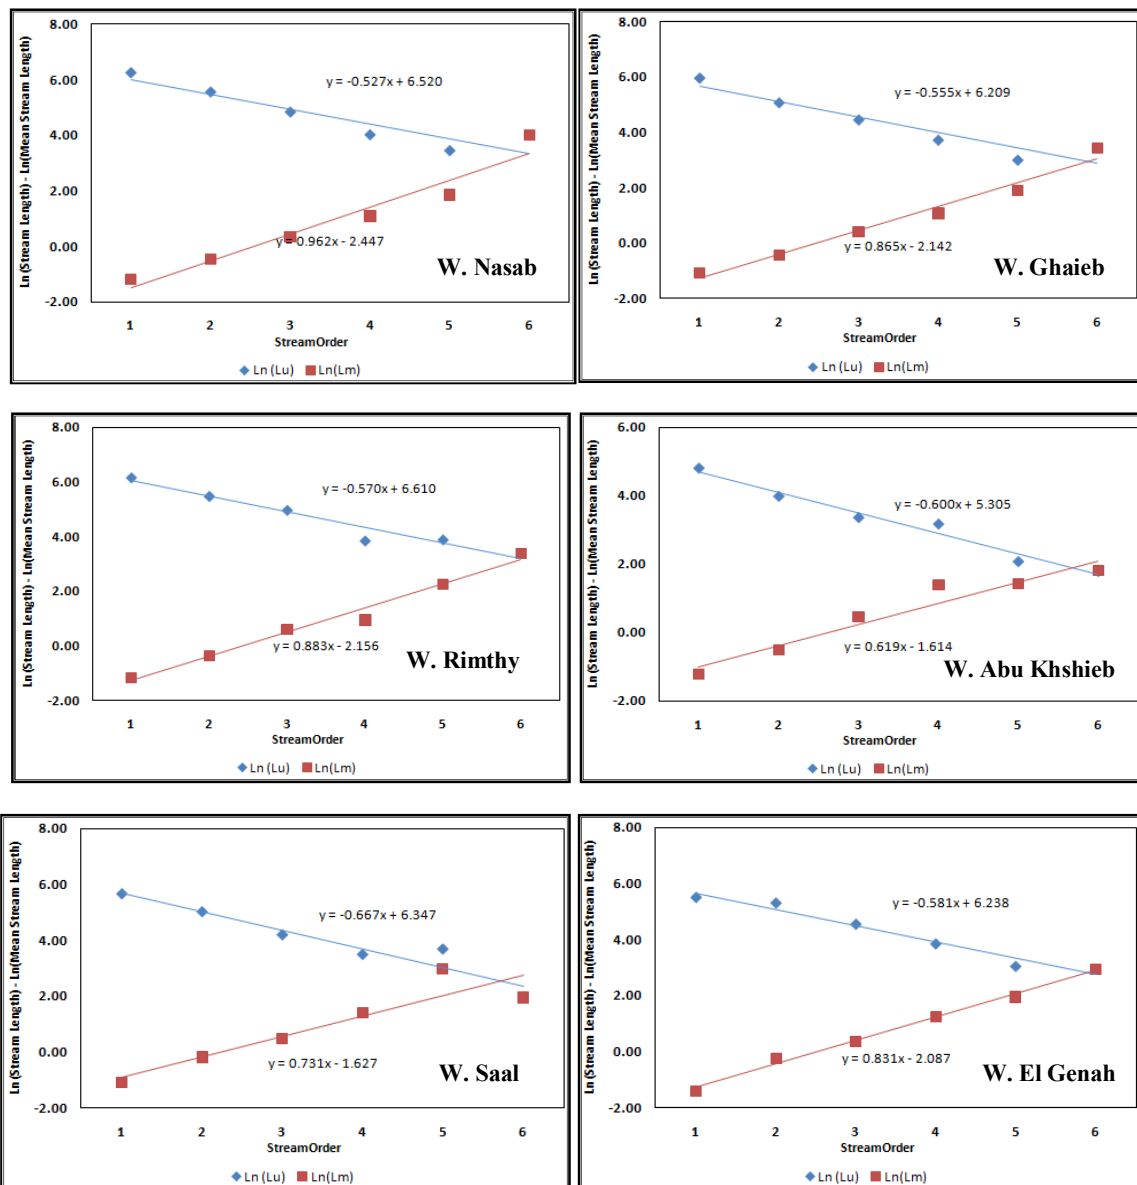 Ln (Stream Length) - Ln(Mean Stream Length)
8.00
6.00
4.00
2.00
0.00
-2.00
y = -0.527x + 6.520
y = 0.962x - 2.447
W. Nasab
1 2 3 4 5 6
StreamOrder
Ln (Lu) Ln(Lm)
Ln (Stream Length) - Ln(Mean Stream Length)
8.00
6.00
4.00
2.00
0.00
-2.00
y = -0.555x + 6.209
y = 0.865x - 2.142
W. Ghaieb
1 2 3 4 5 6
StreamOrder
Ln (Lu) Ln(Lm)
Ln (Stream Length) - Ln(Mean Stream Length)
8.00
6.00
4.00
2.00
0.00
-2.00
y = -0.570x + 6.610
y = 0.883x - 2.156
W. Rimthy
1 2 3 4 5 6
StreamOrder
Ln (Lu) Ln(Lm)
Ln (Stream Length) - Ln(Mean Stream Length)
6.00
4.00
2.00
0.00
-2.00
y = -0.600x + 5.305
y = 0.619x - 1.614
W. Abu Khshieb
1 2 3 4 5 6
StreamOrder
Ln (Lu) Ln(Lm)
Ln (Stream Length) - Ln(Mean Stream Length)
8.00
6.00
4.00
2.00
0.00
-2.00
y = -0.667x + 6.347
y = 0.731x - 1.627
W. Saal
1 2 3 4 5 6
StreamOrder
Ln (Lu) Ln(Lm)
Ln (Stream Length) - Ln(Mean Stream Length)
8.00
6.00
4.00
2.00
0.00
-2.00
y = -0.581x + 6.238
y = 0.831x - 2.087
W. El Genah
1 2 3 4 5 6
StreamOrder
Ln (Lu) Ln(Lm)